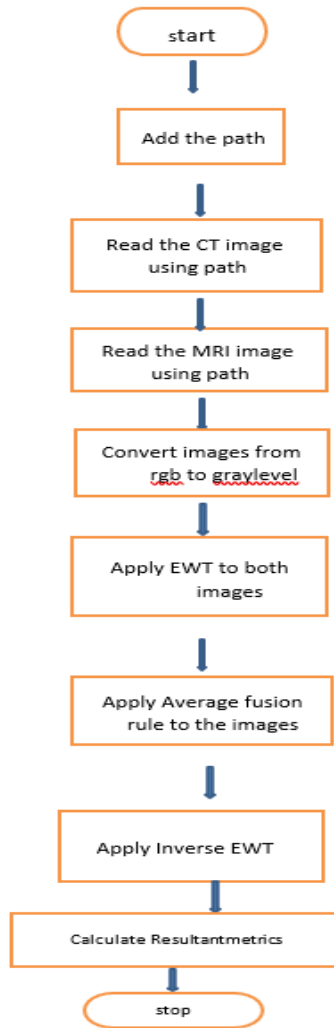 start
Add the path
Read the CT image
using path
Read the MRI image
using path
Convert images from
rgb to graylevel
Apply EWT to both
images
Apply Average fusion
rule to the images
Apply Inverse EWT
Calculate Resultantmetrics
stop